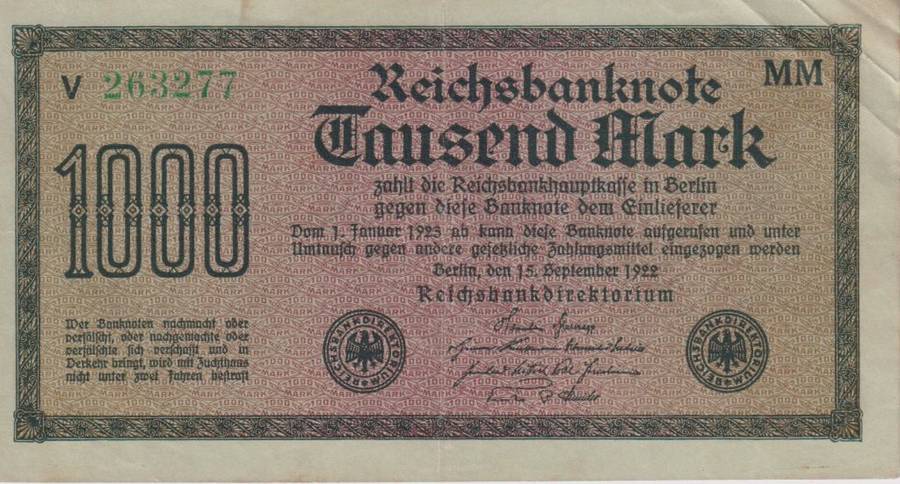 V 263277
MM
Reichsbanknote
Tausend Mark
1000
zahlt die Reichsbankhauptkasse in Berlin
gegen diese Banknote dem Einlieferer
Vom 1. Januar 1923 ab kann diese Banknote aufgerufen und unter
Umtausch gegen andere gesetzliche Zahlungsmittel eingezogen werden
Berlin, den 15. September 1922
Reichsbankdirektorium
Wer Banknoten nachmacht oder
verfälscht, oder nachgemachte oder
verfälschte sich verschafft und in
Verkehr bringt, wird mit Zuchthaus
nicht unter zwei Jahren bestraft
REICHSBANKDIREKTORIUM
REICHSBANKDIREKTORIUM